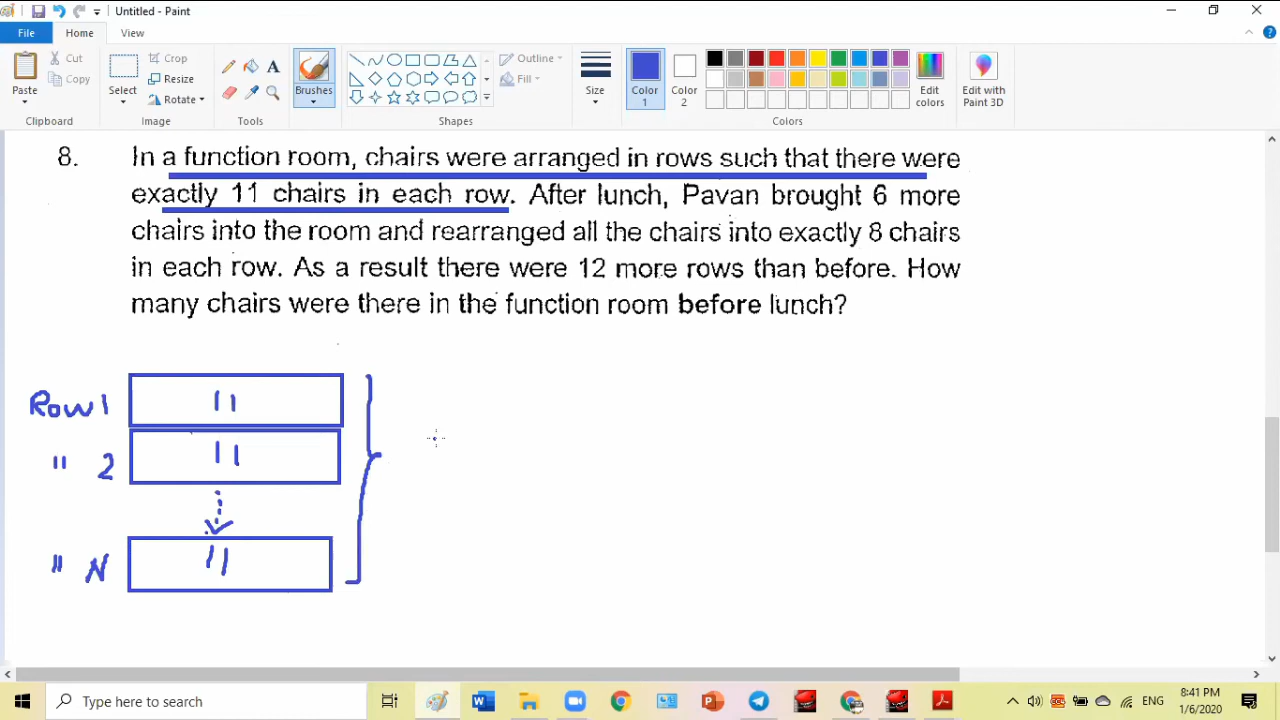 Untitled - Paint
File Home View
Paste Cut Copy Select Crop Resize Rotate Brushes Outline Fill Size Color 1 Color 2 Edit colors Edit with Paint 3D
Clipboard Image Tools Shapes Colors
8. In a function room, chairs were arranged in rows such that there were
exactly 11 chairs in each row. After lunch, Pavan brought 6 more
chairs into the room and rearranged all the chairs into exactly 8 chairs
in each row. As a result there were 12 more rows than before. How
many chairs were there in the function room before lunch?
Row 1 11
" 2 11
" N 11
Type here to search ENG 8:41 PM
1/6/2020